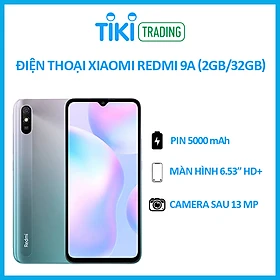 TIKI
TRADING
ĐIỆN THOẠI XIAOMI REDMI 9A (2GB/32GB)
PIN 5000 mAh
MÀN HÌNH 6.53" HD+
CAMERA SAU 13 MP
Redmi